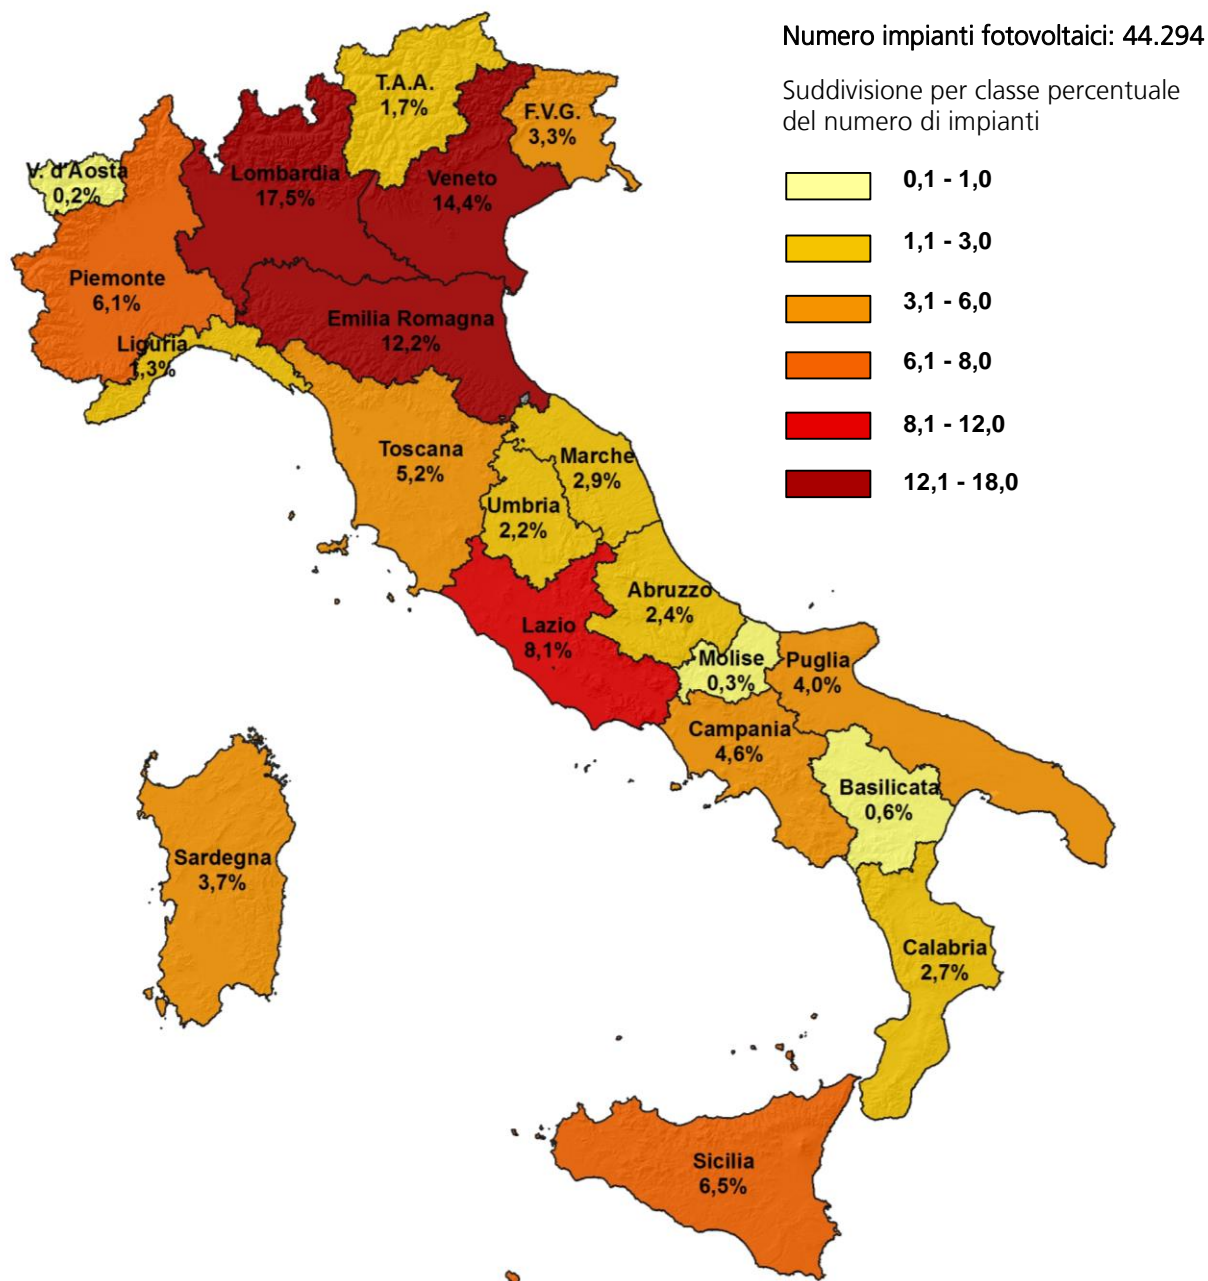 Numero impianti fotovoltaici: 44.294
Suddivisione per classe percentuale
del numero di impianti
0,1 - 1,0
1,1 - 3,0
3,1 - 6,0
6,1 - 8,0
8,1 - 12,0
12,1 - 18,0
T.A.A.
1,7%
F.V.G.
3,3%
V. d'Aosta
0,2%
Lombardia
17,5%
Veneto
14,4%
Piemonte
6,1%
Emilia Romagna
12,2%
Liguria
1,3%
Toscana
5,2%
Marche
2,9%
Umbria
2,2%
Abruzzo
2,4%
Lazio
8,1%
Molise
0,3%
Puglia
4,0%
Campania
4,6%
Basilicata
0,6%
Sardegna
3,7%
Calabria
2,7%
Sicilia
6,5%